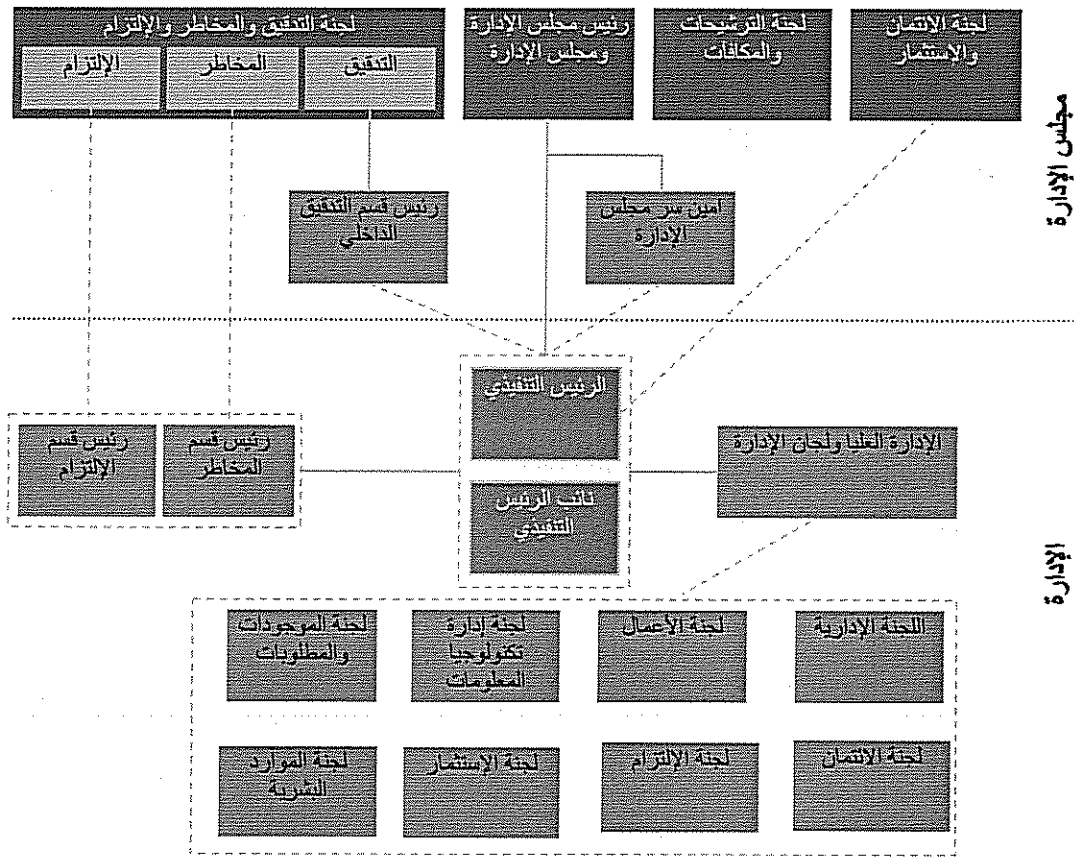 لجنة الائتمان
والاستثمار
لجنة الترشيحات
والمكافآت
رئيس مجلس الإدارة
ومجلس الإدارة
لجنة التدقيق والمخاطر والإلتزام
التدقيق
المخاطر
الإلتزام
مجلس الإدارة
امين سر مجلس
الإدارة
رئيس قسم التدقيق
الداخلي
الرئيس التنفيذي
نائب الرئيس
التنفيذي
الإدارة العليا ولجان الإدارة
رئيس قسم
المخاطر
رئيس قسم
الإلتزام
الإدارة
اللجنة الإدارية
لجنة الأعمال
لجنة إدارة
تكنولوجيا
المعلومات
لجنة الموجودات
والمطلوبات
لجنة الائتمان
لجنة الإلتزام
لجنة الإستثمار
لجنة الموارد
البشرية